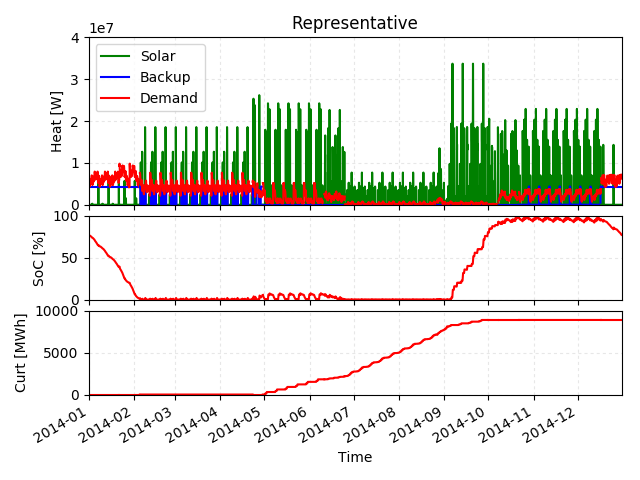 Representative
1e7
4
3
2
1
0
Heat [W]
Solar
Backup
Demand
100
50
0
SoC [%]
10000
5000
0
Curt [MWh]
2014-01
2014-02
2014-03
2014-04
2014-05
2014-06
2014-07
2014-08
2014-09
2014-10
2014-11
2014-12
Time